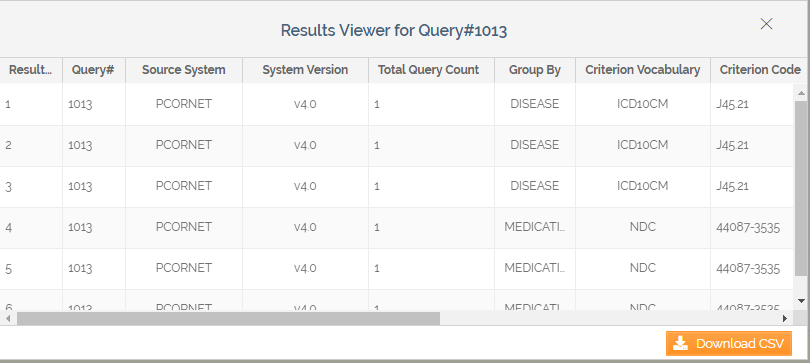 Results Viewer for Query#1013
Result... Query# Source System System Version Total Query Count Group By Criterion Vocabulary Criterion Code
1 1013 PCORNET v4.0 1 DISEASE ICD10CM J45.21
2 1013 PCORNET v4.0 1 DISEASE ICD10CM J45.21
3 1013 PCORNET v4.0 1 DISEASE ICD10CM J45.21
4 1013 PCORNET v4.0 1 MEDICATI... NDC 44087-3535
5 1013 PCORNET v4.0 1 MEDICATI... NDC 44087-3535
6 1013 PCORNET v4.0 1 MEDICATI... NDC 44087-3535
Download CSV